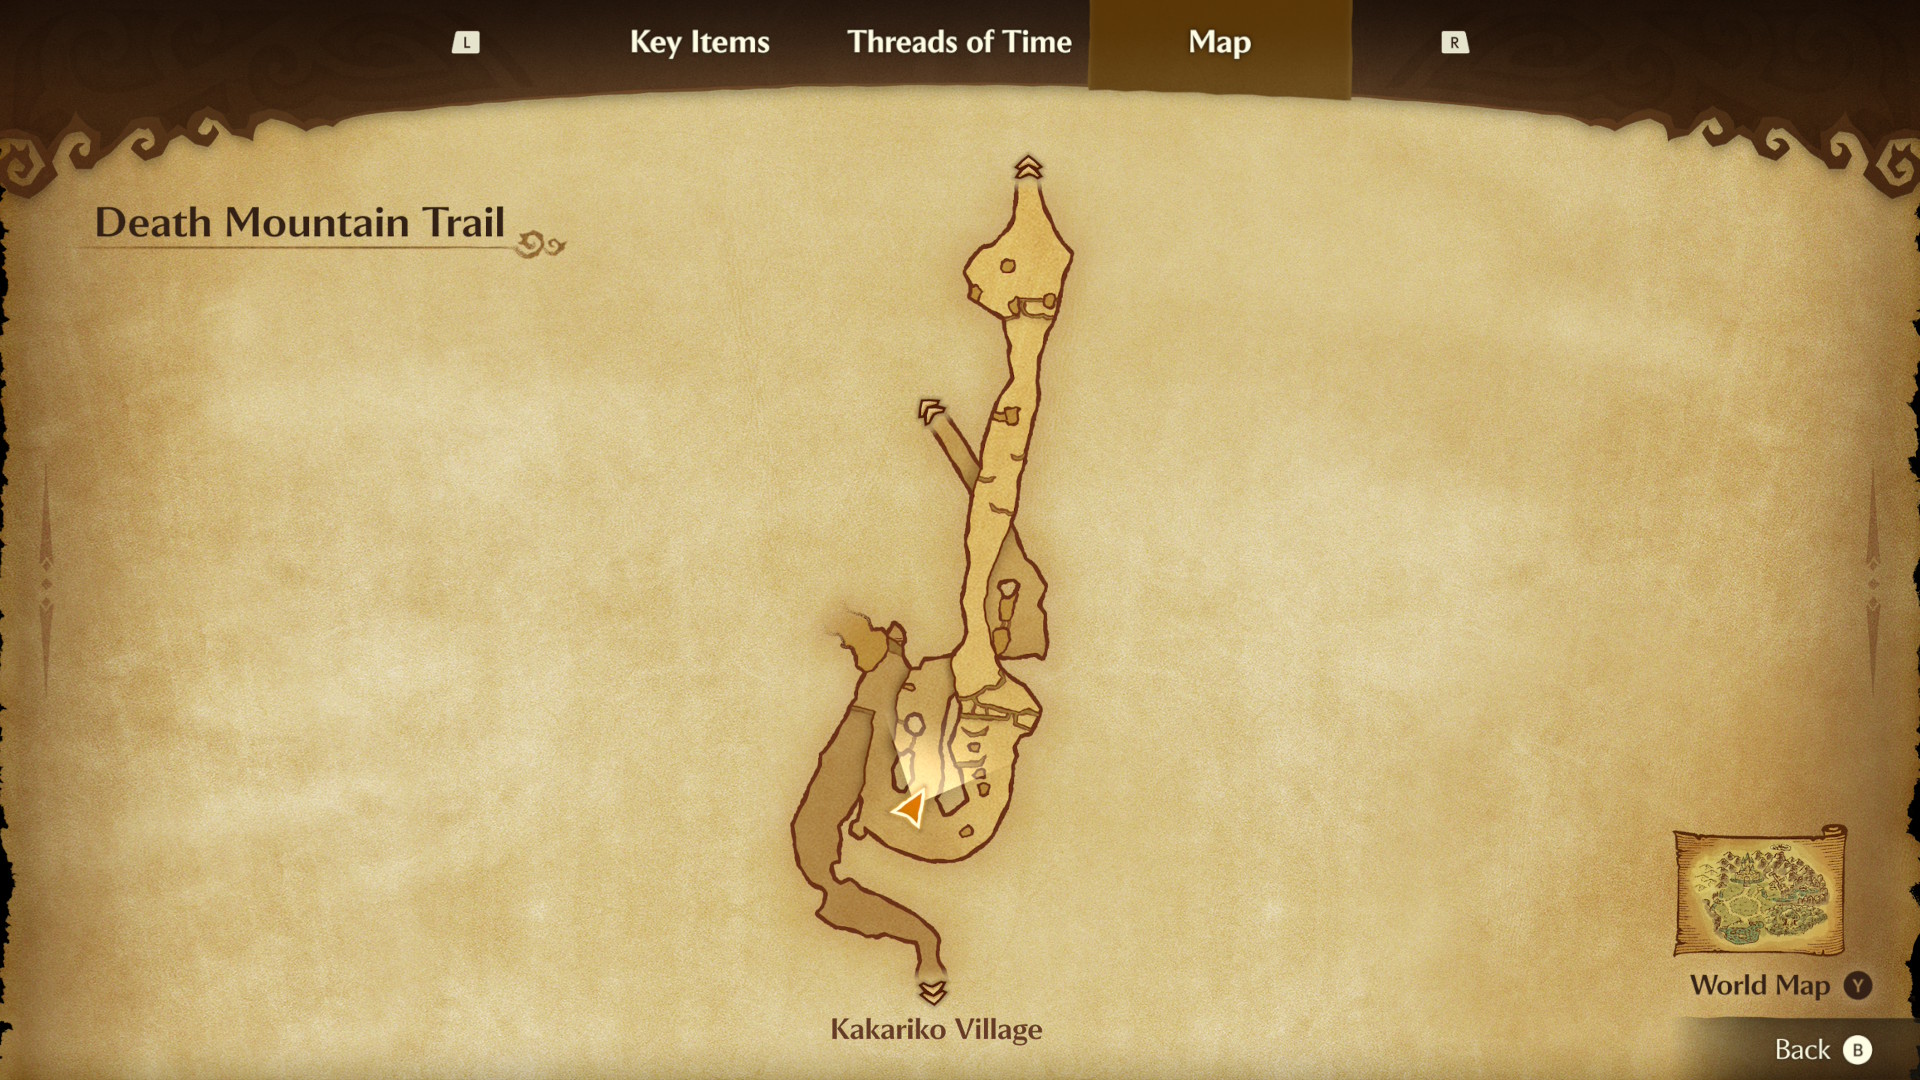 L
Key Items
Threads of Time
Map
R
Death Mountain Trail
Kakariko Village
World Map Y
Back B